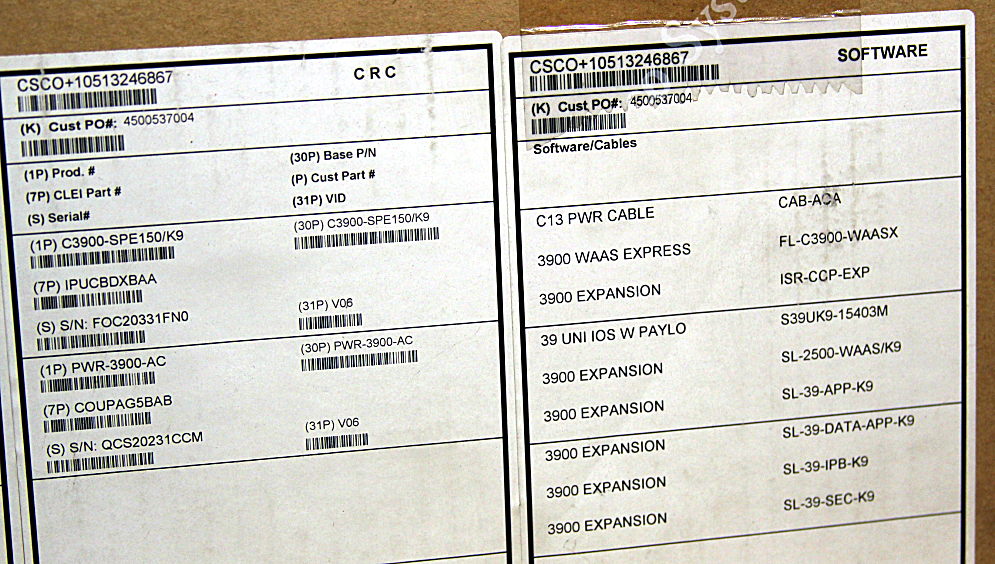 CSCO+10513246867
C R C
(K) Cust PO#: 4500537004
(1P) Prod. #
(30P) Base P/N
(7P) CLEI Part #
(P) Cust Part #
(S) Serial#
(31P) VID
(1P) C3900-SPE150/K9
(30P) C3900-SPE150/K9
(7P) IPUCBDXBAA
(S) S/N: FOC20331FN0
(31P) V06
(1P) PWR-3900-AC
(30P) PWR-3900-AC
(7P) COUPAG5BAB
(S) S/N: QCS20231CCM
(31P) V06
CSCO+10513246867
SOFTWARE
(K) Cust PO#: 4500537004
Software/Cables
C13 PWR CABLE
CAB-ACA
3900 WAAS EXPRESS
FL-C3900-WAASX
3900 EXPANSION
ISR-CCP-EXP
39 UNI IOS W PAYLO
S39UK9-15403M
3900 EXPANSION
SL-2500-WAAS/K9
3900 EXPANSION
SL-39-APP-K9
3900 EXPANSION
SL-39-DATA-APP-K9
3900 EXPANSION
SL-39-IPB-K9
3900 EXPANSION
SL-39-SEC-K9